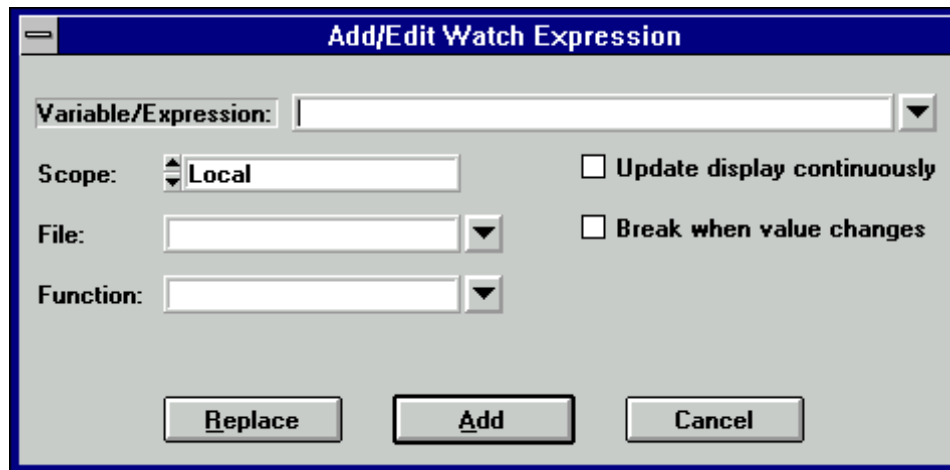 Add/Edit Watch Expression
Variable/Expression:
Scope: Local
Update display continuously
File:
Break when value changes
Function:
Replace Add Cancel